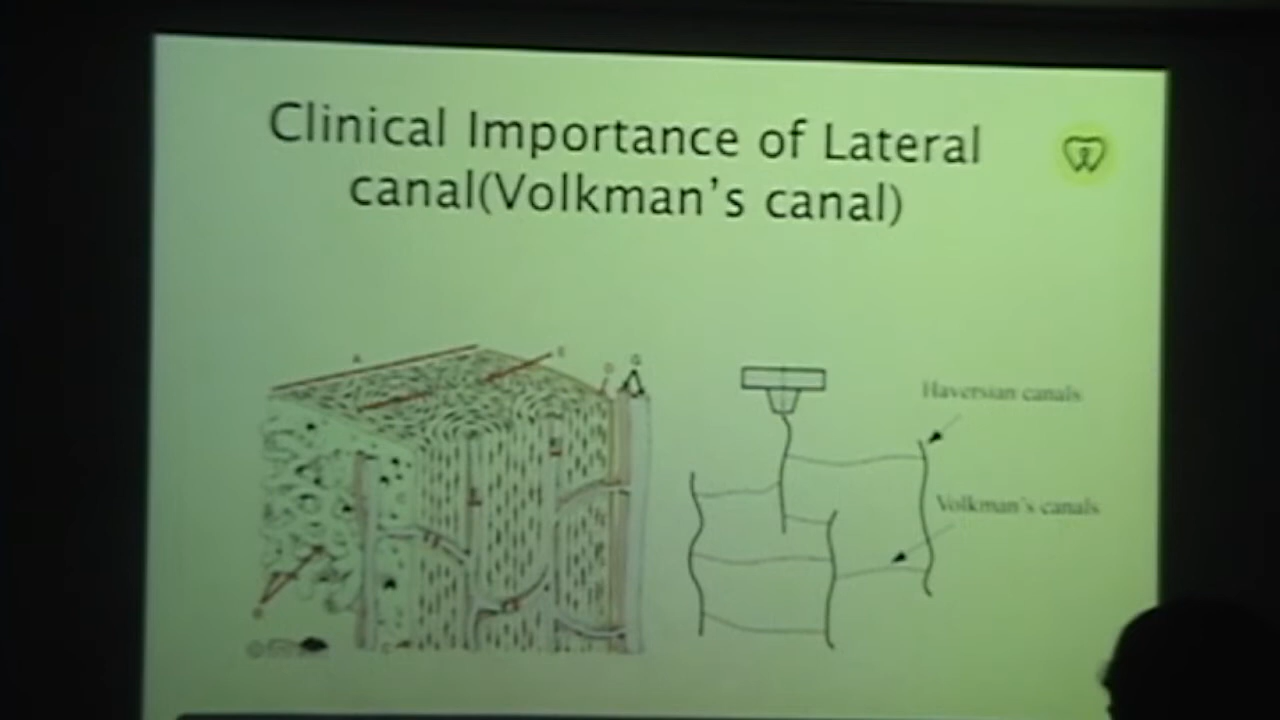 Clinical Importance of Lateral
canal(Volkman's canal)
A
G
Haversian canals
Volkman's canals